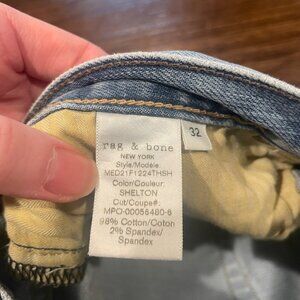 rag & bone
NEW YORK
Style/Modele:
MED21F1224THSH
Color/Couleur:
SHELTON
Cut/Coupe#:
MPO-00056480-6
98% Cotton/Coton
2% Spandex/
Spandex
32